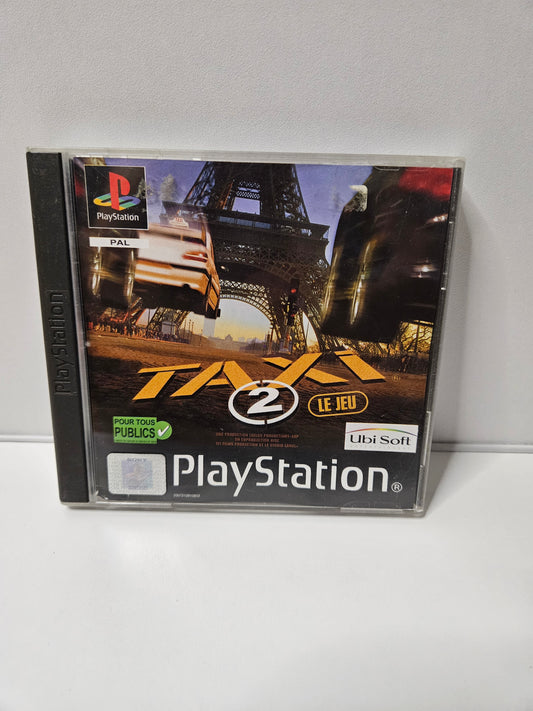 PlayStation
PlayStation
PAL
TAXI
2
LE JEU
POUR TOUS
PUBLICS
Ubi Soft
PlayStation®